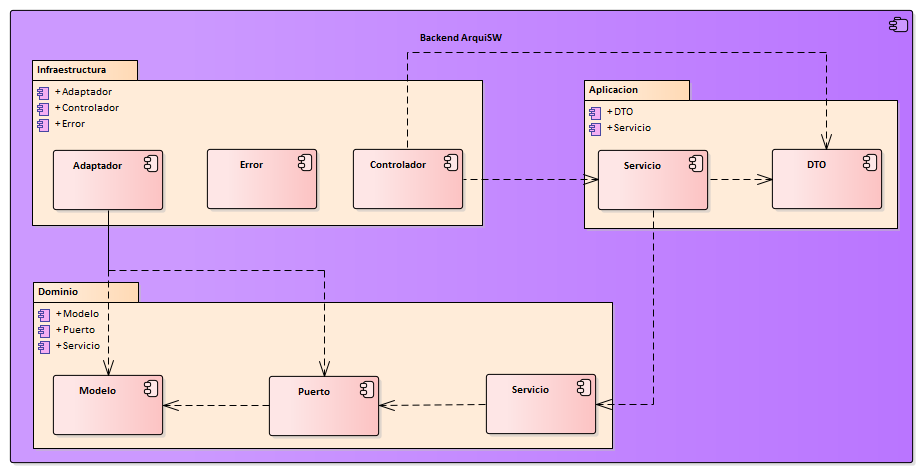 Backend ArquiSW
Infraestructura
+Adaptador
+Controlador
+Error
Adaptador
Error
Controlador
Aplicacion
+DTO
+Servicio
Servicio
DTO
Dominio
+Modelo
+Puerto
+Servicio
Modelo
Puerto
Servicio